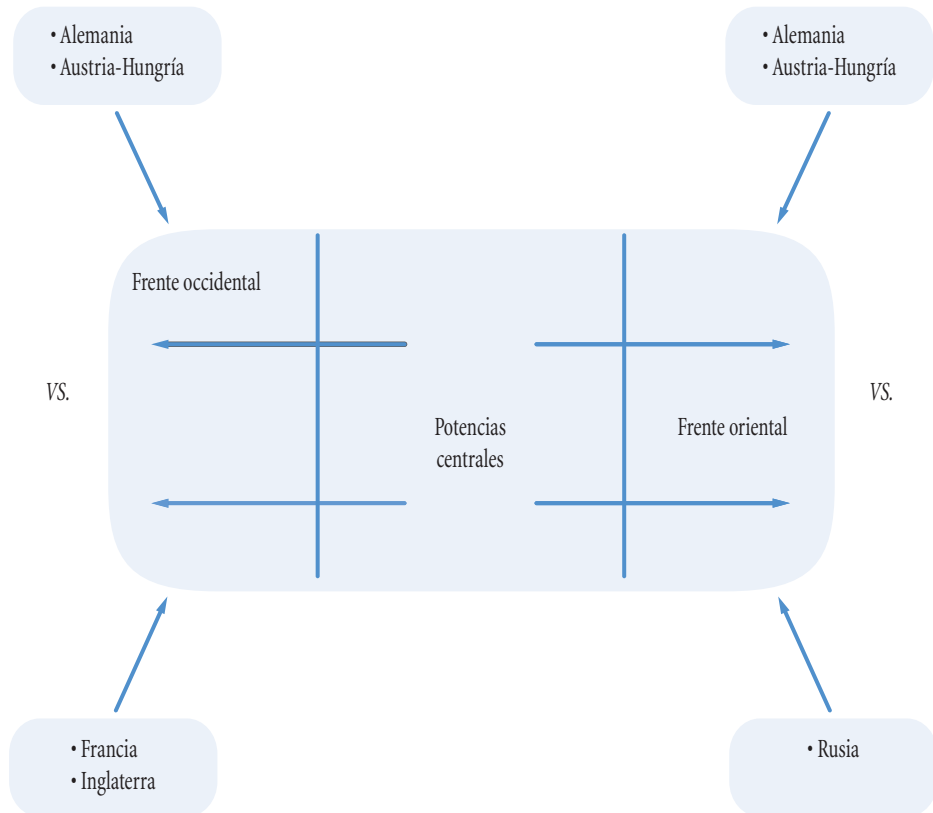 • Alemania
• Austria-Hungría
• Alemania
• Austria-Hungría
Frente occidental
VS.
Potencias
centrales
Frente oriental
VS.
• Francia
• Inglaterra
• Rusia